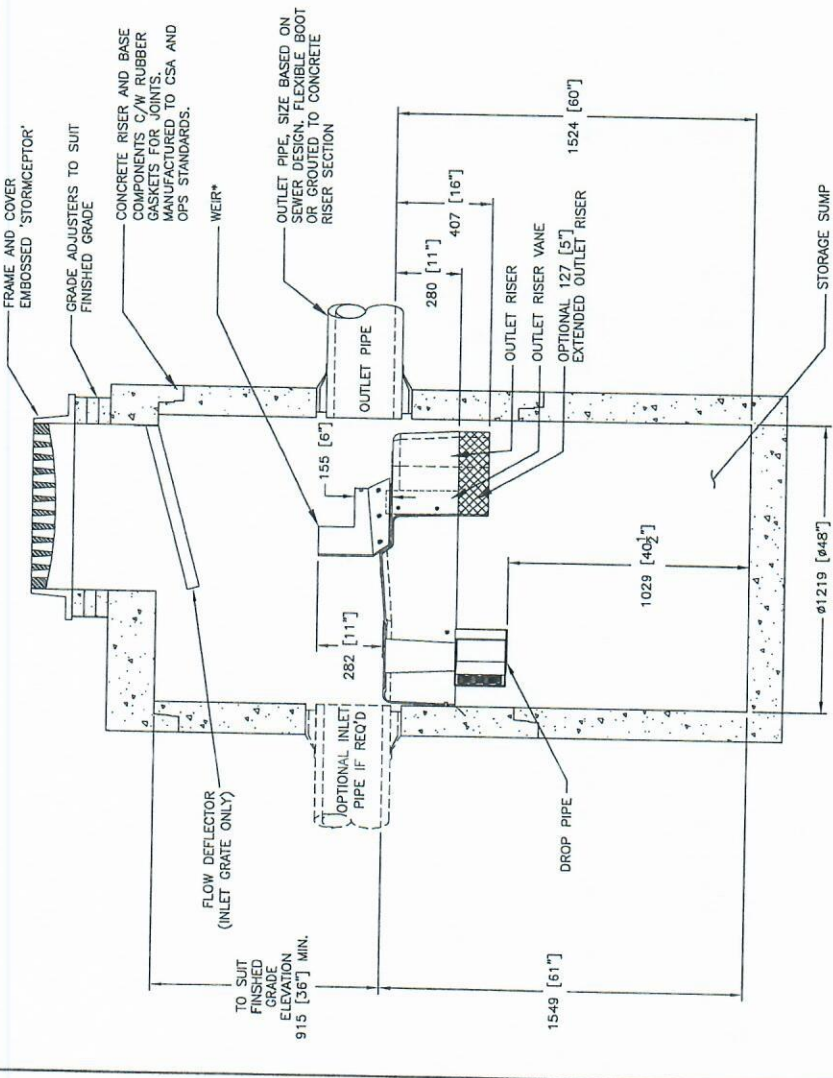 FRAME AND COVER
EMBOSSED 'STORMCEPTOR'
GRADE ADJUSTERS TO SUIT
FINISHED GRADE
CONCRETE RISER AND BASE
COMPONENTS C/W RUBBER
GASKETS FOR JOINTS.
MANUFACTURED TO CSA AND
OPS STANDARDS.
WEIR*
OUTLET PIPE, SIZE BASED ON
SEWER DESIGN. FLEXIBLE BOOT
OR GROUTED TO CONCRETE
RISER SECTION
FLOW DEFLECTOR
(INLET GRATE ONLY)
TO SUIT
FINSHED
GRADE
ELEVATION
915 [36"] MIN.
OPTIONAL INLET
PIPE IF REQ'D
282 [11"]
155 [6"]
OUTLET PIPE
280 [11"]
407 [16"]
1524 [60"]
OUTLET RISER
OUTLET RISER VANE
OPTIONAL 127 [5"]
EXTENDED OUTLET RISER
DROP PIPE
1549 [61"]
1029 [40½"]
STORAGE SUMP
ø1219 [ø48"]